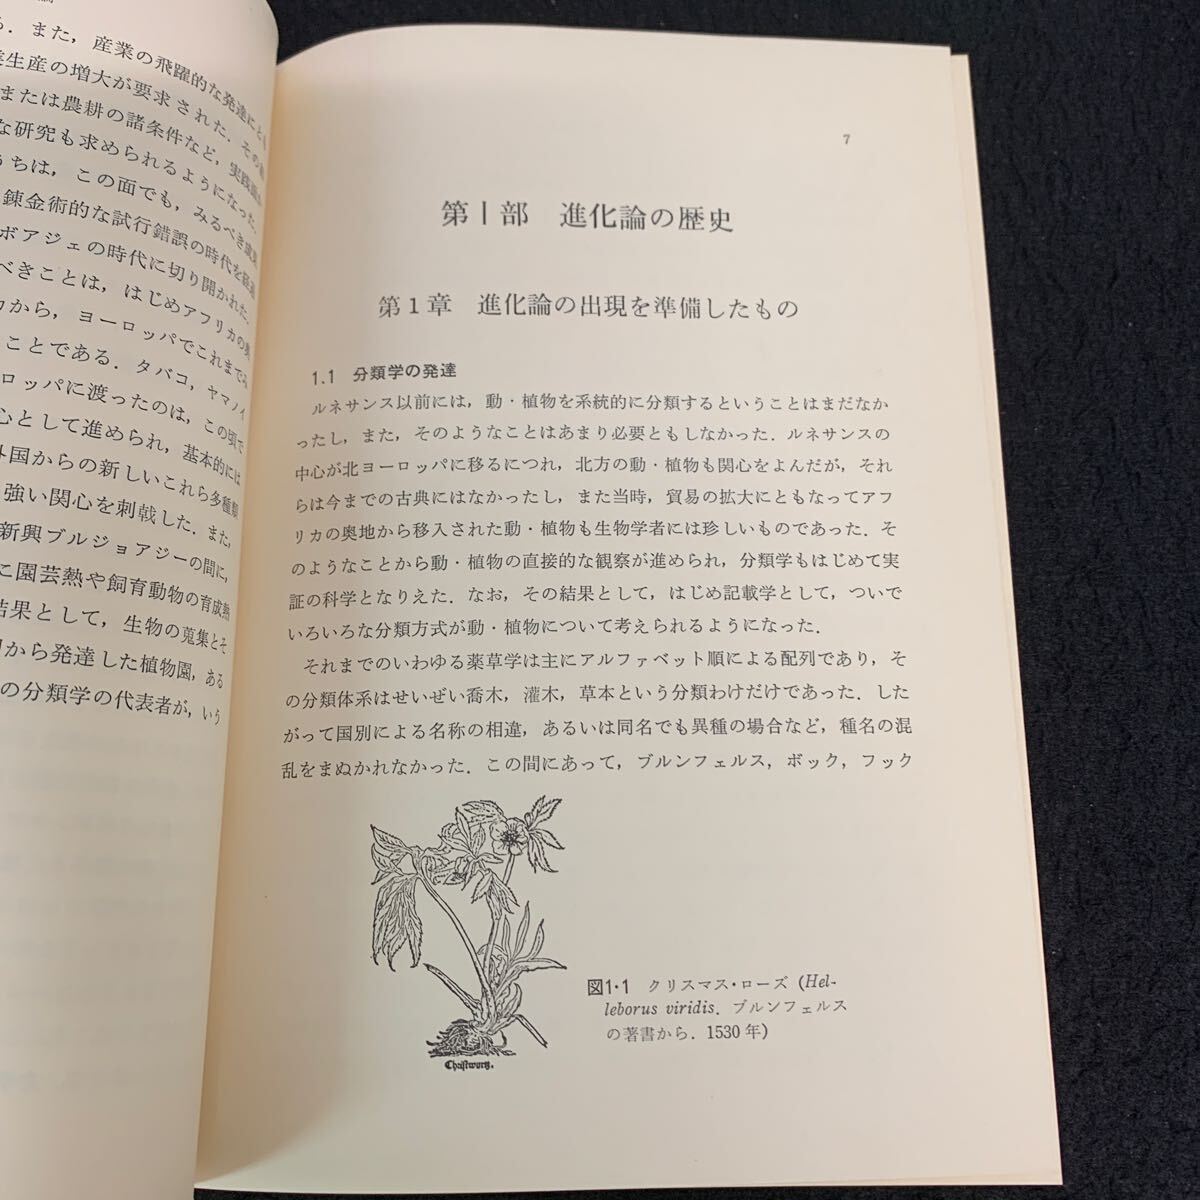 る．また，産業の飛躍的な発達にとも
業生産の増大が要求された．その
または農耕の諸条件など，実践
な研究も求められるようになった．
うちは，この面でも，みるべき成果
錬金術的な試行錯誤の時代を経過
ボアジェの時代に切り開かれた．
べきことは，はじめアフリカの奥
から，ヨーロッパでこれまでみ
ことである．タバコ，ヤマノイ
ロッパに渡ったのは，この頃で
心として進められ，基本的には
外国からの新しいこれら多種類
強い関心を刺戟した．また，
新興ブルジョアジーの間に，
に園芸熱や飼育動物の育成熱
結果として，生物の蒐集とそ
から発達した植物園，ある
の分類学の代表者が，いう
7
第Ⅰ部 進化論の歴史
第1章 進化論の出現を準備したもの
1.1 分類学の発達
ルネサンス以前には，動・植物を系統的に分類するということはまだなか
ったし，また，そのようなことはあまり必要ともしなかった．ルネサンスの
中心が北ヨーロッパに移るにつれ，北方の動・植物も関心をよんだが，それ
らは今までの古典にはなかったし，また当時，貿易の拡大にともなってアフ
リカの奥地から移入された動・植物も生物学者には珍しいものであった．そ
のようなことから動・植物の直接的な観察が進められ，分類学もはじめて実
証の科学となりえた．なお，その結果として，はじめ記載学として，ついで
いろいろな分類方式が動・植物について考えられるようになった．
それまでのいわゆる薬草学は主にアルファベット順による配列であり，そ
の分類体系はせいぜい喬木，灌木，草本という分類わけだけであった．した
がって国別による名称の相違，あるいは同名でも異種の場合など，種名の混
乱をまぬかれなかった．この間にあって，ブルンフェルス，ボック，フック
図1・1 クリスマス・ローズ (Hel-
leborus viridis．ブルンフェルス
の著書から．1530年)
Christwurtz.